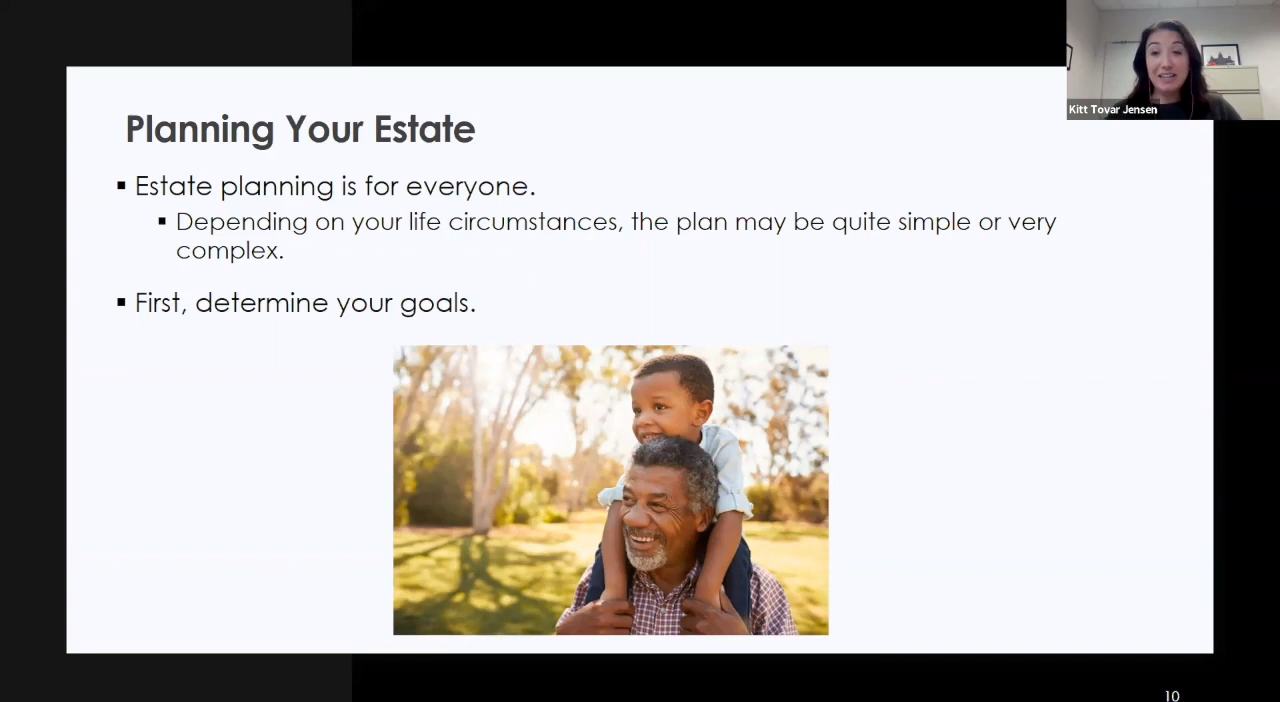 Kitt Tovar Jensen
Planning Your Estate
▪ Estate planning is for everyone.
▪ Depending on your life circumstances, the plan may be quite simple or very
complex.
▪ First, determine your goals.
10